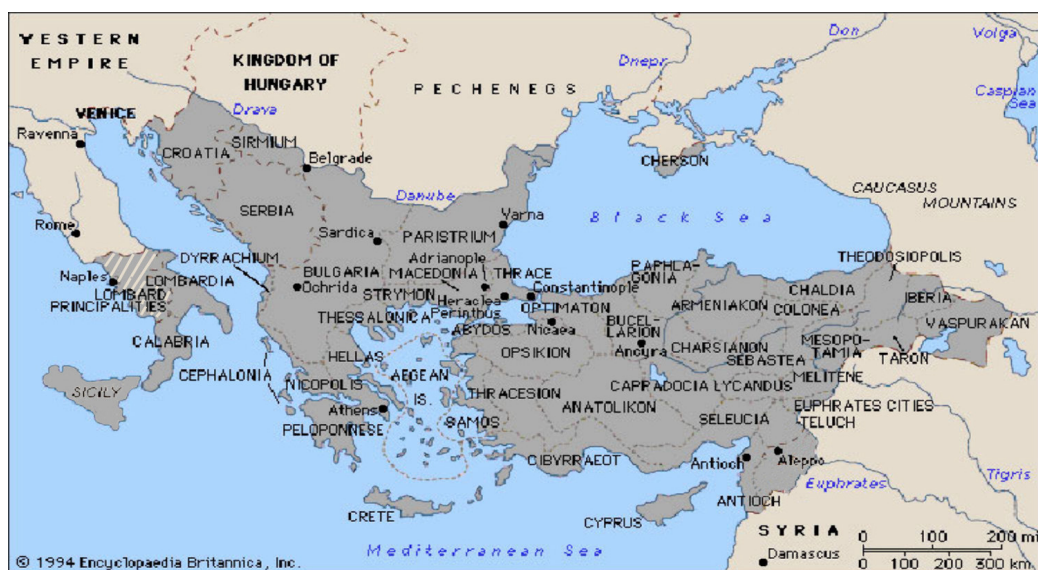 WESTERN
EMPIRE
KINGDOM OF
HUNGARY
PECHENEGS
Dnepr
Don
Volga
Caspian
Sea
VENICE
Drava
Ravenna
SIRMIUM
CROATIA
Belgrade
CHERSON
CAUCASUS
MOUNTAINS
Danube
SERBIA
Varna
Black Sea
Rome
Sardica
PARISTRIUM
DYRRACHIUM
Adrianople
PAPHLA-
GONIA
THEODOSIOPOLIS
Naples
LOMBARDIA
BULGARIA
MACEDONIA
THRACE
CHALDIA
Ochrida
STRYMON
Constantinople
IBERIA
LOMBARD
PRINCIPALITIES
Heraclea
Perinthus
OPTIMATON
ARMENIAKON
COLONEA
THESSALONICA
ABYDOS
Nicaea
BUCEL-
LARION
VASPURAKAN
CALABRIA
HELLAS
OPSIKION
Ancyra
CHARSIANON
SEBASTEA
MESOPO-
TAMIA
TARON
CEPHALONIA
AEGEAN
IS.
MELITENE
SICILY
NICOPOLIS
THRACESION
CAPPADOCIA
LYCANDUS
Athens
ANATOLIKON
EUPHRATES CITIES
-TELUCH
PELOPONNESE
SAMOS
SELEUCIA
CIBYRRAEOT
Antioch
Aleppo
Euphrates
Tigris
CRETE
CYPRUS
ANTIOCH
SYRIA
Damascus
0 100 200 mi
0 100 200 300 km
Mediterranean Sea
© 1994 Encyclopaedia Britannica, Inc.